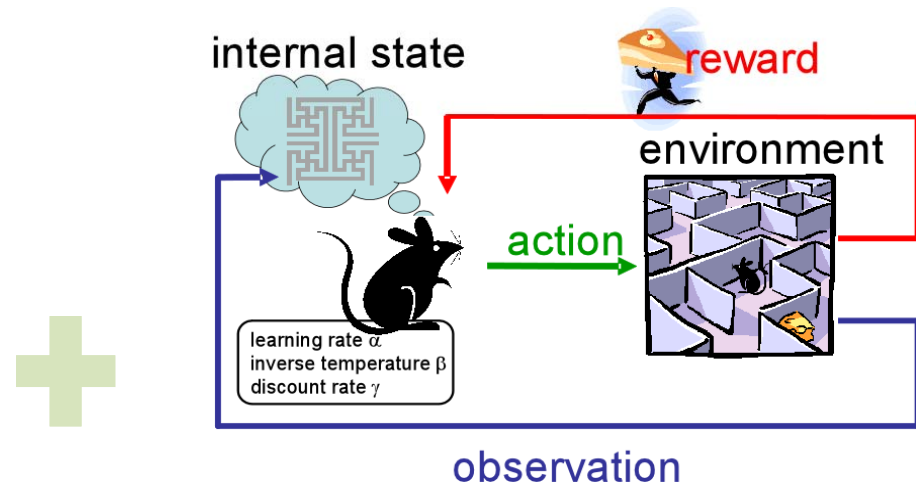 internal state
reward
environment
action
learning rate α
inverse temperature β
discount rate γ
observation